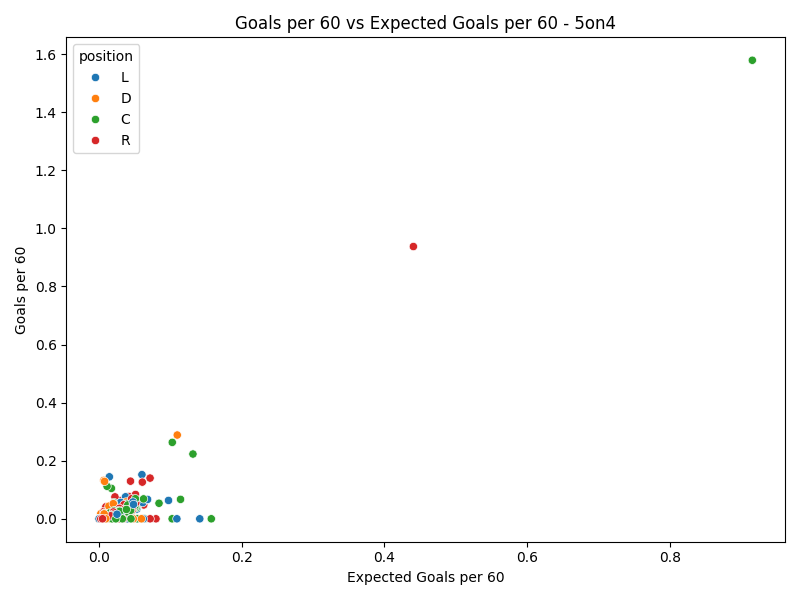 Goals per 60 vs Expected Goals per 60 - 5on4
position
L
D
C
R
1.6
1.4
1.2
1.0
0.8
0.6
0.4
0.2
0.0
Goals per 60
0.0 0.2 0.4 0.6 0.8
Expected Goals per 60